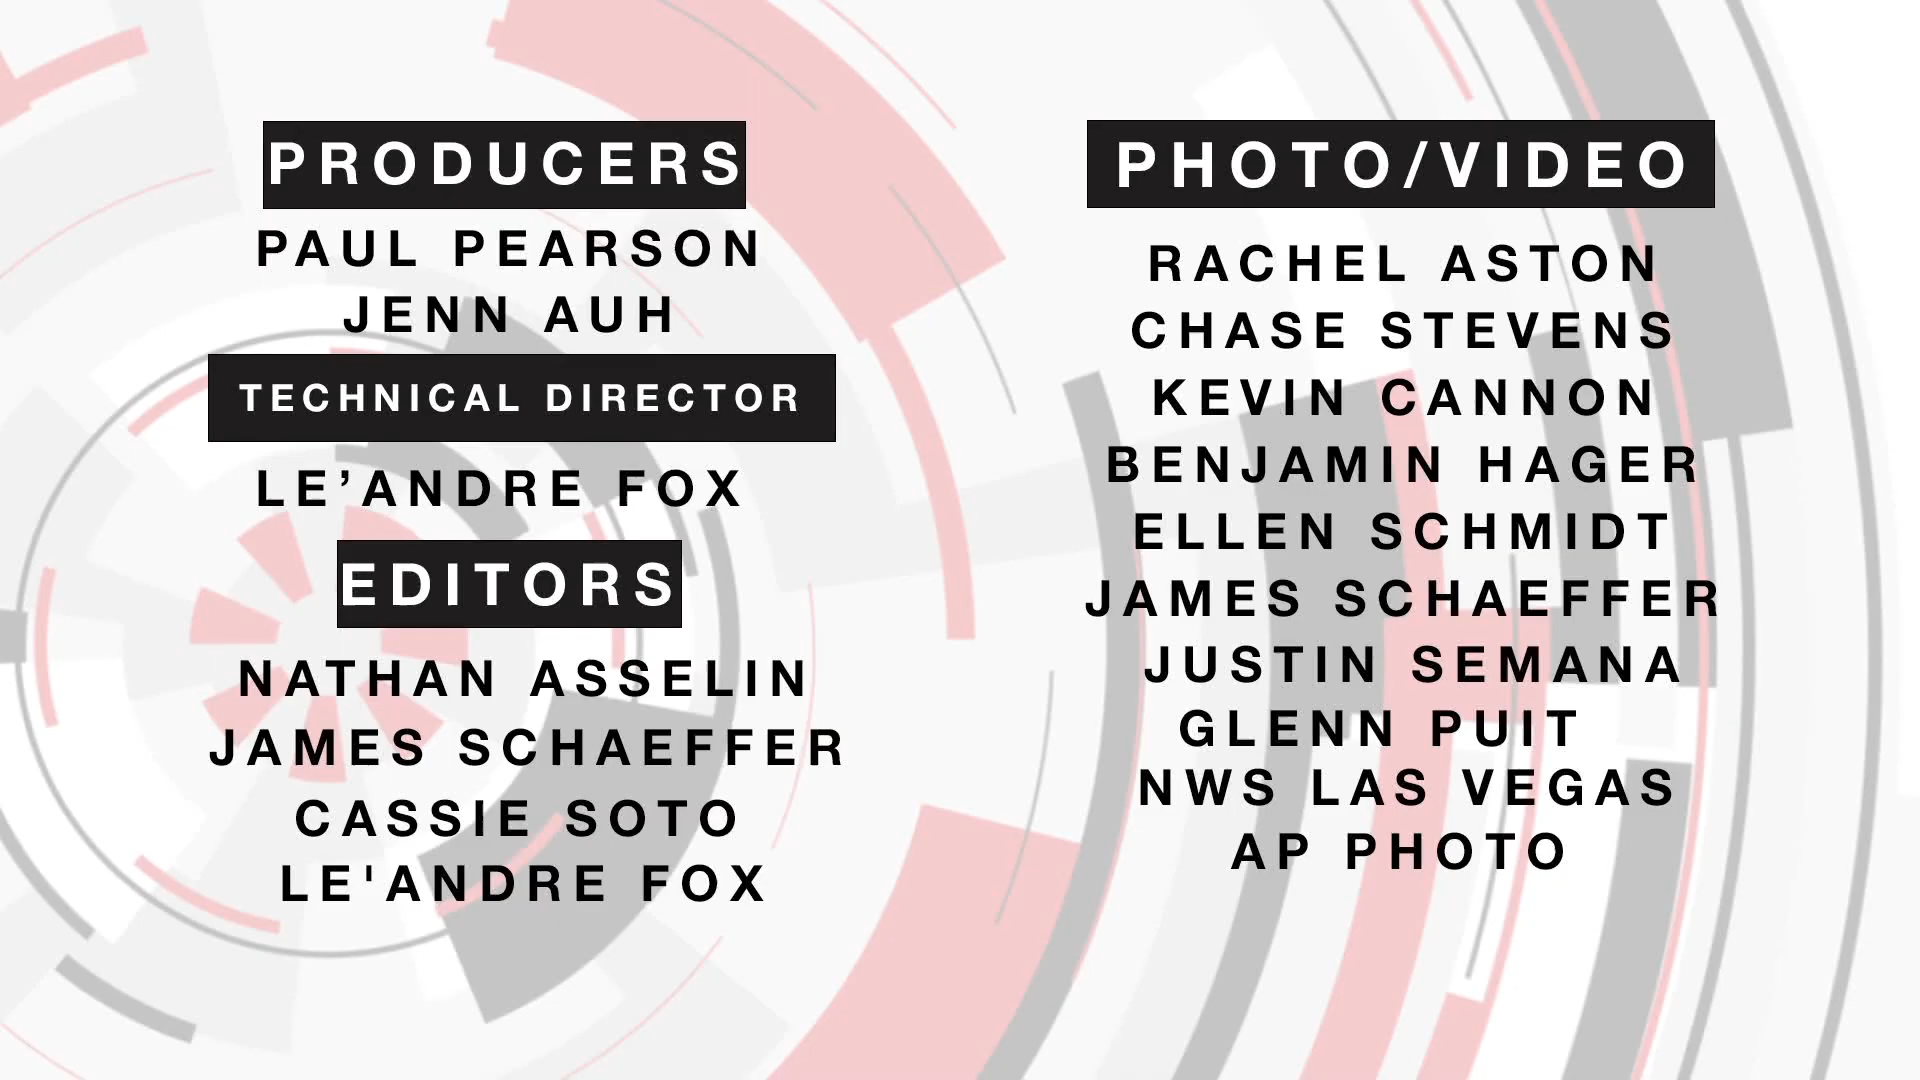 PRODUCERS
PAUL PEARSON
JENN AUH
TECHNICAL DIRECTOR
LE’ANDRE FOX
EDITORS
NATHAN ASSELIN
JAMES SCHAEFFER
CASSIE SOTO
LE'ANDRE FOX
PHOTO/VIDEO
RACHEL ASTON
CHASE STEVENS
KEVIN CANNON
BENJAMIN HAGER
ELLEN SCHMIDT
JAMES SCHAEFFER
JUSTIN SEMANA
GLENN PUIT
NWS LAS VEGAS
AP PHOTO